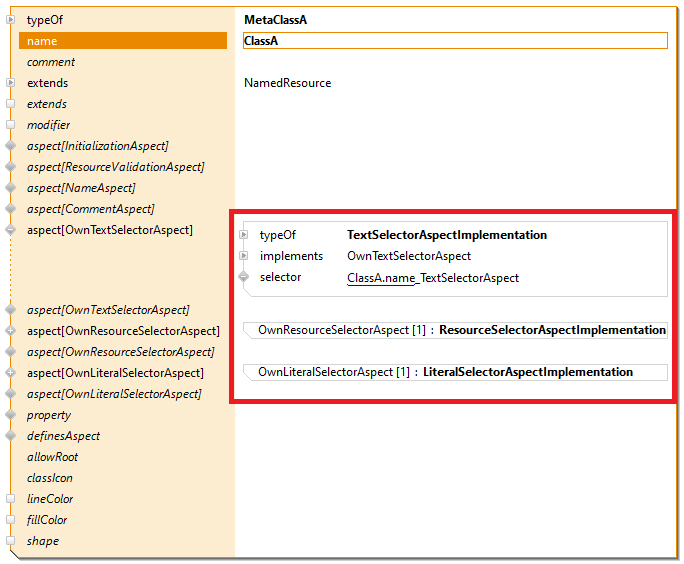 typeOf MetaClassA
name ClassA
comment
extends NamedResource
extends
modifier
aspect[InitializationAspect]
aspect[ResourceValidationAspect]
aspect[NameAspect]
aspect[CommentAspect]
aspect[OwnTextSelectorAspect]
typeOf TextSelectorAspectImplementation
implements OwnTextSelectorAspect
selector ClassA.name_TextSelectorAspect
aspect[OwnTextSelectorAspect]
aspect[OwnResourceSelectorAspect] OwnResourceSelectorAspect [1] : ResourceSelectorAspectImplementation
aspect[OwnResourceSelectorAspect]
aspect[OwnLiteralSelectorAspect] OwnLiteralSelectorAspect [1] : LiteralSelectorAspectImplementation
aspect[OwnLiteralSelectorAspect]
property
definesAspect
allowRoot
classIcon
lineColor
fillColor
shape